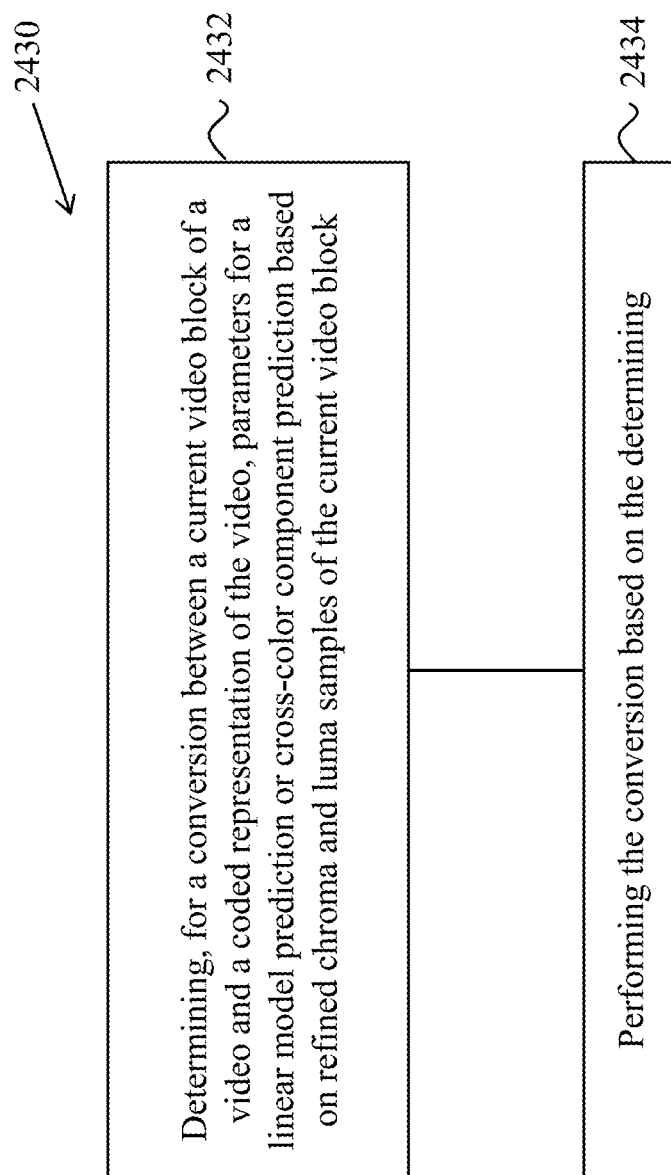 2430
2432
Determining, for a conversion between a current video block of a
video and a coded representation of the video, parameters for a
linear model prediction or cross-color component prediction based
on refined chroma and luma samples of the current video block
2434
Performing the conversion based on the determining